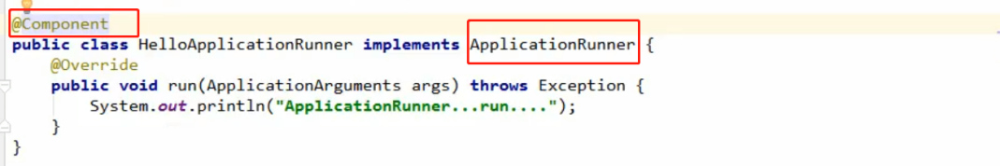 @Component
public class HelloApplicationRunner implements ApplicationRunner {
    @Override
    public void run(ApplicationArguments args) throws Exception {
        System.out.println("ApplicationRunner...run....");
    }
}